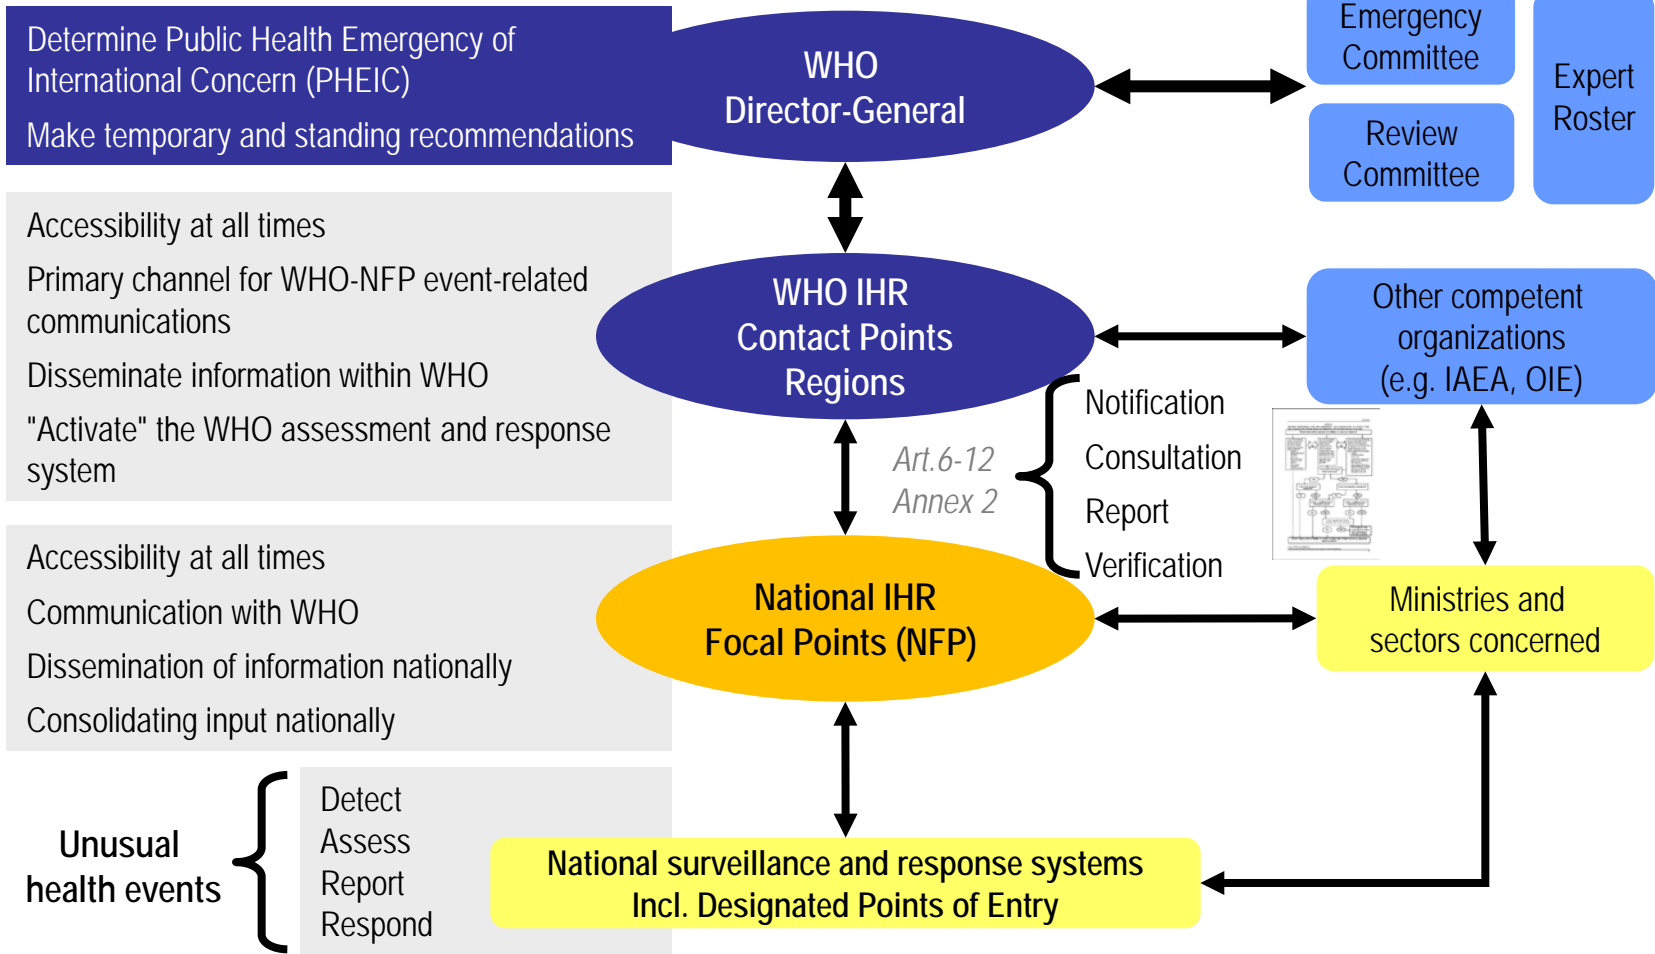 Determine Public Health Emergency of
International Concern (PHEIC)
Make temporary and standing recommendations
WHO
Director-General
Emergency
Committee
Review
Committee
Expert
Roster
Accessibility at all times
Primary channel for WHO-NFP event-related
communications
Disseminate information within WHO
"Activate" the WHO assessment and response
system
WHO IHR
Contact Points
Regions
Other competent
organizations
(e.g. IAEA, OIE)
Art.6-12
Annex 2
Notification
Consultation
Report
Verification
Accessibility at all times
Communication with WHO
Dissemination of information nationally
Consolidating input nationally
National IHR
Focal Points (NFP)
Ministries and
sectors concerned
Unusual
health events
Detect
Assess
Report
Respond
National surveillance and response systems
Incl. Designated Points of Entry